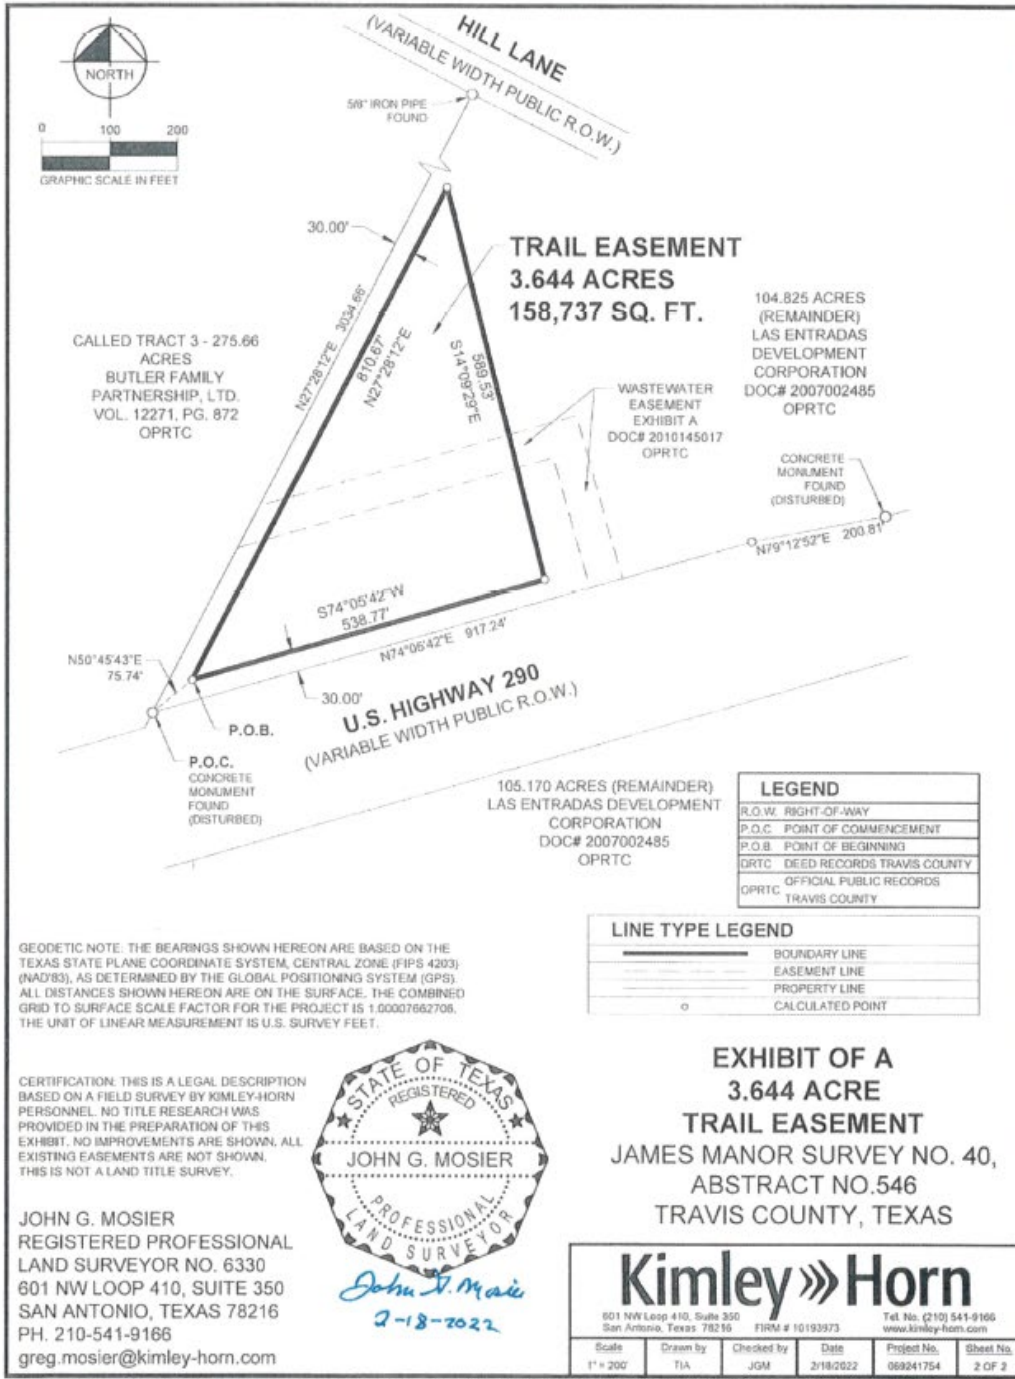 HILL LANE
(VARIABLE WIDTH PUBLIC R.O.W.)
NORTH
0 100 200
GRAPHIC SCALE IN FEET
5/8" IRON PIPE
FOUND
30.00'
N27°28'12"E 3034.66'
810.67'
N27°28'12"E
589.53'
S14°09'29"E
TRAIL EASEMENT
3.644 ACRES
158,737 SQ. FT.
104.825 ACRES
(REMAINDER)
LAS ENTRADAS
DEVELOPMENT
CORPORATION
DOC# 2007002485
OPRTC
CALLED TRACT 3 - 275.66
ACRES
BUTLER FAMILY
PARTNERSHIP, LTD.
VOL. 12271, PG. 872
OPRTC
WASTEWATER
EASEMENT
EXHIBIT A
DOC# 2010145017
OPRTC
CONCRETE
MONUMENT
FOUND
(DISTURBED)
N79°12'52"E 200.81'
S74°05'42"W
538.77'
N74°05'42"E 917.24'
N50°45'43"E
75.74'
30.00'
U.S. HIGHWAY 290
(VARIABLE WIDTH PUBLIC R.O.W.)
P.O.B.
P.O.C.
CONCRETE
MONUMENT
FOUND
(DISTURBED)
105.170 ACRES (REMAINDER)
LAS ENTRADAS DEVELOPMENT
CORPORATION
DOC# 2007002485
OPRTC
LEGEND
R.O.W. RIGHT-OF-WAY
P.O.C. POINT OF COMMENCEMENT
P.O.B. POINT OF BEGINNING
DRTC DEED RECORDS TRAVIS COUNTY
OPRTC OFFICIAL PUBLIC RECORDS
TRAVIS COUNTY
LINE TYPE LEGEND
BOUNDARY LINE
EASEMENT LINE
PROPERTY LINE
CALCULATED POINT
GEODETIC NOTE: THE BEARINGS SHOWN HEREON ARE BASED ON THE
TEXAS STATE PLANE COORDINATE SYSTEM, CENTRAL ZONE (FIPS 4203)
(NAD'83), AS DETERMINED BY THE GLOBAL POSITIONING SYSTEM (GPS).
ALL DISTANCES SHOWN HEREON ARE ON THE SURFACE. THE COMBINED
GRID TO SURFACE SCALE FACTOR FOR THE PROJECT IS 1.00007662708.
THE UNIT OF LINEAR MEASUREMENT IS U.S. SURVEY FEET.
CERTIFICATION: THIS IS A LEGAL DESCRIPTION
BASED ON A FIELD SURVEY BY KIMLEY-HORN
PERSONNEL. NO TITLE RESEARCH WAS
PROVIDED IN THE PREPARATION OF THIS
EXHIBIT. NO IMPROVEMENTS ARE SHOWN. ALL
EXISTING EASEMENTS ARE NOT SHOWN.
THIS IS NOT A LAND TITLE SURVEY.
JOHN G. MOSIER
REGISTERED PROFESSIONAL
LAND SURVEYOR NO. 6330
601 NW LOOP 410, SUITE 350
SAN ANTONIO, TEXAS 78216
PH. 210-541-9166
greg.mosier@kimley-horn.com
STATE OF TEXAS
REGISTERED
JOHN G. MOSIER
PROFESSIONAL
LAND SURVEYOR
John G. Mosier
2-18-2022
EXHIBIT OF A
3.644 ACRE
TRAIL EASEMENT
JAMES MANOR SURVEY NO. 40,
ABSTRACT NO.546
TRAVIS COUNTY, TEXAS
Kimley»Horn
601 NW Loop 410, Suite 350
San Antonio, Texas 78216 FIRM # 10193973
Tel. No. (210) 541-9166
www.kimley-horn.com
Scale Drawn by Checked by Date Project No. Sheet No.
1" = 200' TIA JGM 2/18/2022 069241754 2 OF 2